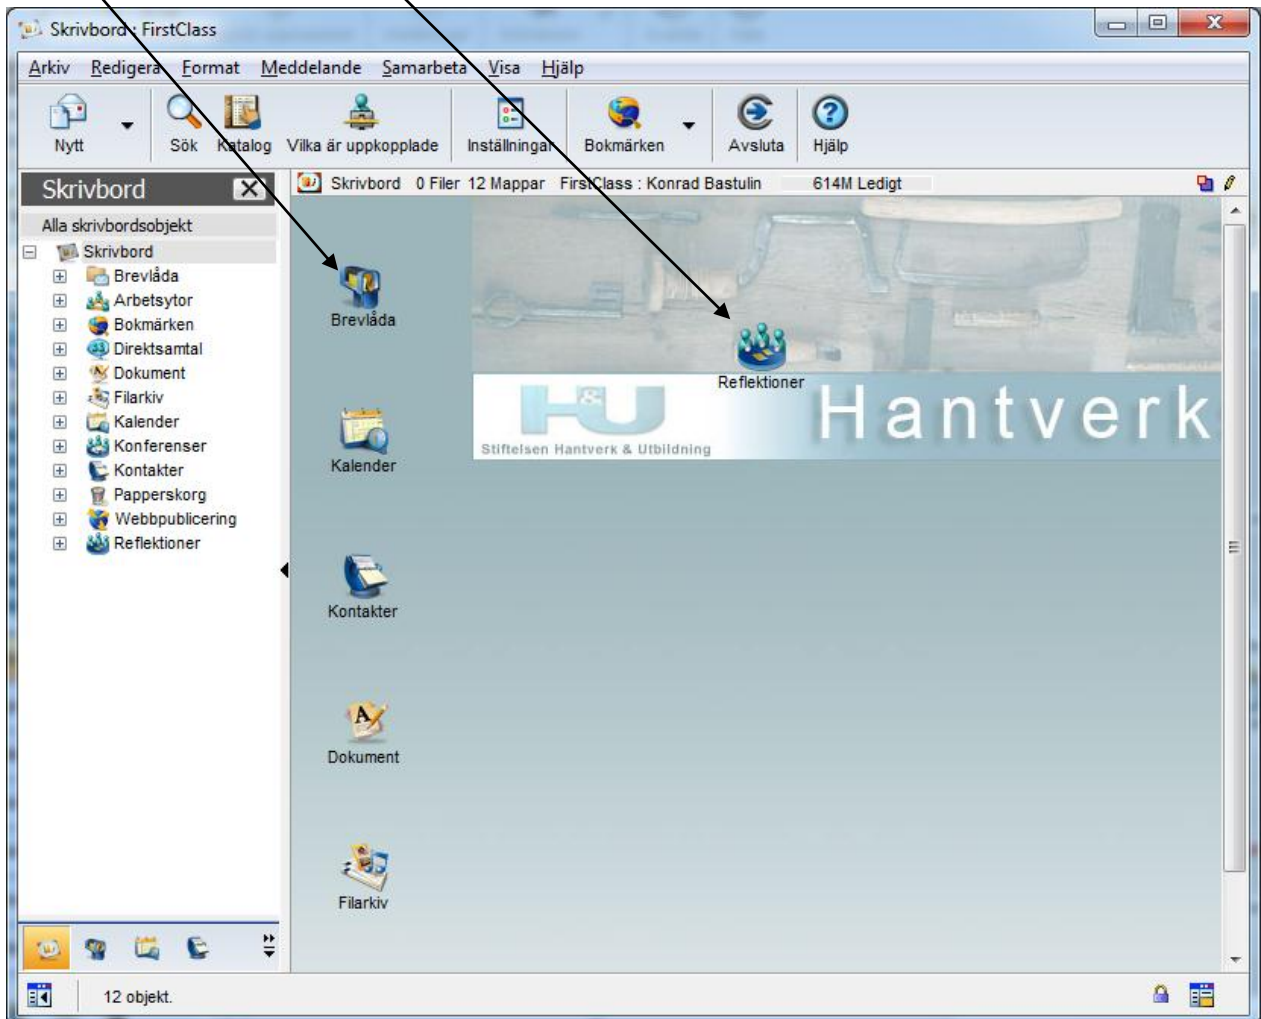 Skrivbord : FirstClass
Arkiv Redigera Format Meddelande Samarbeta Visa Hjälp
Nytt Sök Katalog Vilka är uppkopplade Inställningar Bokmärken Avsluta Hjälp
Skrivbord
Skrivbord 0 Filer 12 Mappar FirstClass : Konrad Bastulin 614M Ledigt
Alla skrivbordsobjekt
Skrivbord
Brevlåda
Arbetsytor
Bokmärken
Direktsamtal
Dokument
Filarkiv
Kalender
Konferenser
Kontakter
Papperskorg
Webbpublicering
Reflektioner
Brevlåda
Reflektioner
H&U
Hantverk
Stiftelsen Hantverk & Utbildning
Kalender
Kontakter
Dokument
Filarkiv
12 objekt.